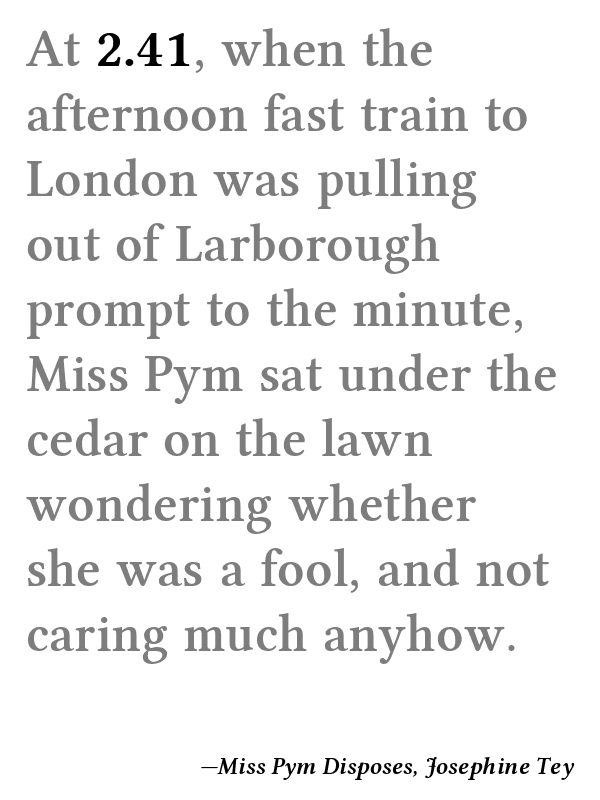 At 2.41, when the
afternoon fast train to
London was pulling
out of Larborough
prompt to the minute,
Miss Pym sat under the
cedar on the lawn
wondering whether
she was a fool, and not
caring much anyhow.
—Miss Pym Disposes, Josephine Tey